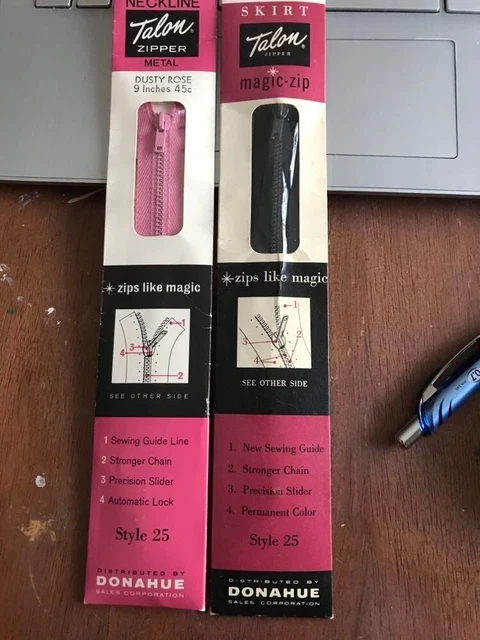 NECKLINE
Talon
ZIPPER
METAL
DUSTY ROSE
9 Inches 45c
zips like magic
1
3
4
2
SEE OTHER SIDE
1 Sewing Guide Line
2 Stronger Chain
3 Precision Slider
4 Automatic Lock
Style 25
DISTRIBUTED BY
DONAHUE
SALES CORPORATION
SKIRT
Talon
ZIPPER
magic-zip
zips like magic
1
3
2
4
SEE OTHER SIDE
1. New Sewing Guide
2. Stronger Chain
3. Precision Slider
4. Permanent Color
Style 25
DISTRIBUTED BY
DONAHUE
SALES CORPORATION